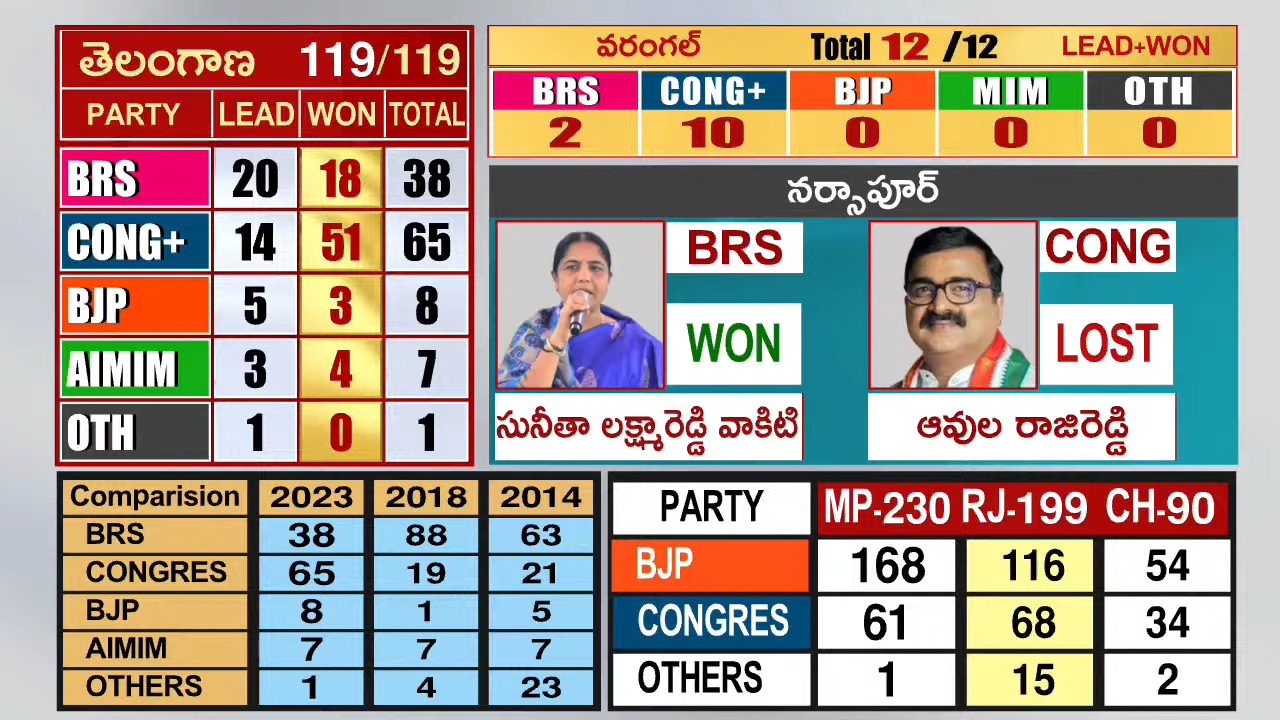 తెలంగాణ 119/119
PARTY LEAD WON TOTAL
BRS 20 18 38
CONG+ 14 51 65
BJP 5 3 8
AIMIM 3 4 7
OTH 1 0 1
వరంగల్ Total 12 /12 LEAD+WON
BRS CONG+ BJP MIM OTH
2 10 0 0 0
నర్సాపూర్
BRS CONG
WON LOST
సునీతా లక్ష్మారెడ్డి వాకిటి ఆవుల రాజిరెడ్డి
Comparision 2023 2018 2014
BRS 38 88 63
CONGRES 65 19 21
BJP 8 1 5
AIMIM 7 7 7
OTHERS 1 4 23
PARTY MP-230 RJ-199 CH-90
BJP 168 116 54
CONGRES 61 68 34
OTHERS 1 15 2